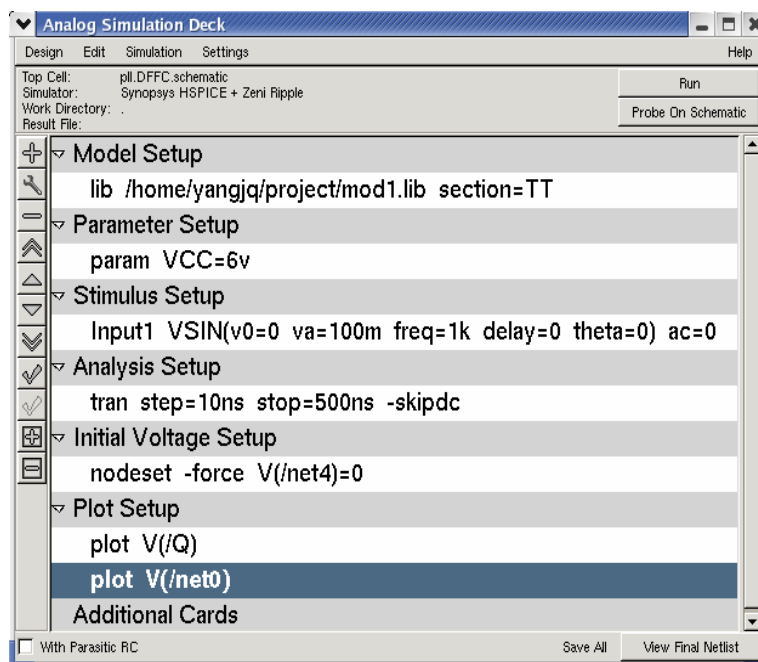 Analog Simulation Deck
Design Edit Simulation Settings Help
Top Cell: pll.DFFC.schematic
Simulator: Synopsys HSPICE + Zeni Ripple
Work Directory: .
Result File:
Run
Probe On Schematic
Model Setup
lib /home/yangjq/project/mod1.lib section=TT
Parameter Setup
param VCC=6v
Stimulus Setup
Input1 VSIN(v0=0 va=100m freq=1k delay=0 theta=0) ac=0
Analysis Setup
tran step=10ns stop=500ns -skipdc
Initial Voltage Setup
nodeset -force V(/net4)=0
Plot Setup
plot V(/Q)
plot V(/net0)
Additional Cards
With Parasitic RC Save All View Final Netlist